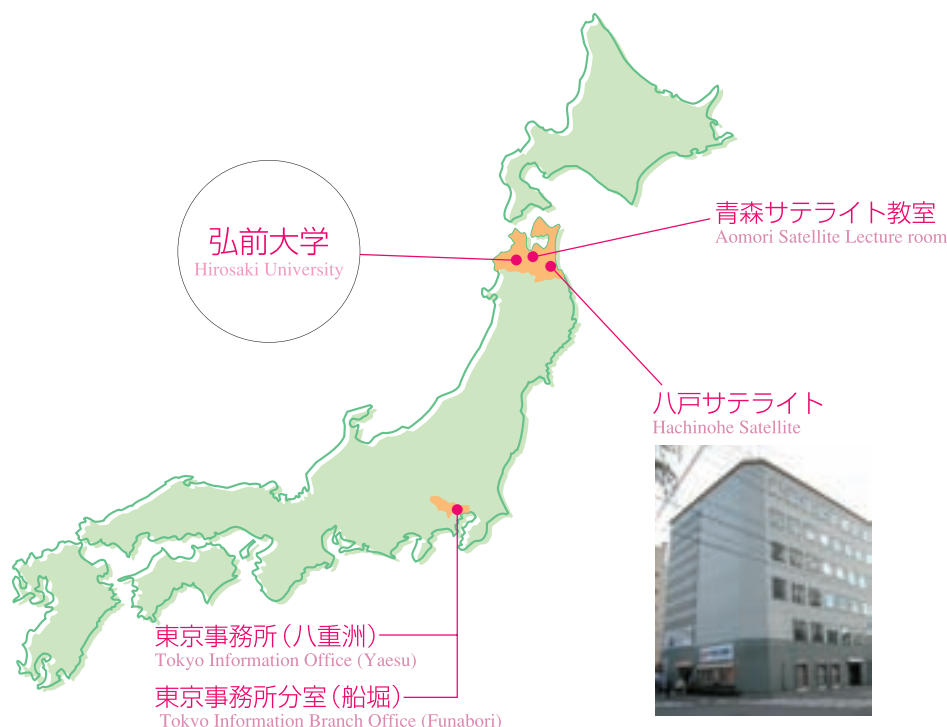 弘前大学
Hirosaki University
青森サテライト教室
Aomori Satellite Lecture room
八戸サテライト
Hachinohe Satellite
東京事務所(八重洲)
Tokyo Information Office (Yaesu)
東京事務所分室(船堀)
Tokyo Information Branch Office (Funabori)